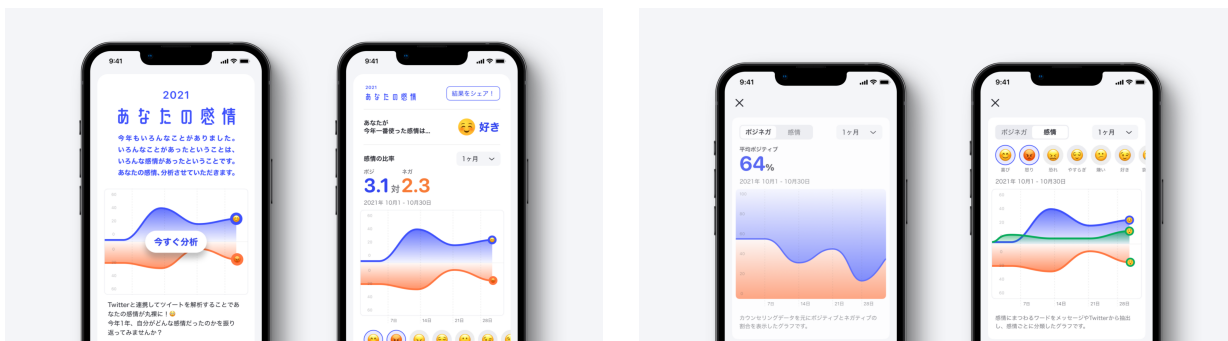 9:41
2021
あなたの感情
今年もいろんなことがありました。
いろんなことがあったということは、
いろんな感情があったということです。
あなたの感情、分析させていただきます。
今すぐ分析
Twitterと連携してツイートを解析することであ
なたの感情が丸裸に!
今年1年、自分がどんな感情だったのかを振り
返ってみませんか?
9:41
2021
あなたの感情
結果をシェア!
あなたが
今年一番使った感情は...
好き
感情の比率
1ヶ月
ポジ
ネガ
3.1対2.3
2021年 10月1 - 10月30日
7日 14日 21日 28日
9:41
ポジネガ
感情
1ヶ月
平均ポジティブ
64%
2021年 10月1 - 10月30日
7日 14日 21日 28日
カウンセリングデータを元にポジティブとネガティブの
割合を表示したグラフです。
9:41
ポジネガ
感情
1ヶ月
喜び 怒り 恐れ やすらぎ 嫌い 好き
2021年 10月1 - 10月30日
7日 14日 21日 28日
感情にまつわるワードをメッセージやTwitterから抽出
し、感情ごとに分類したグラフです。